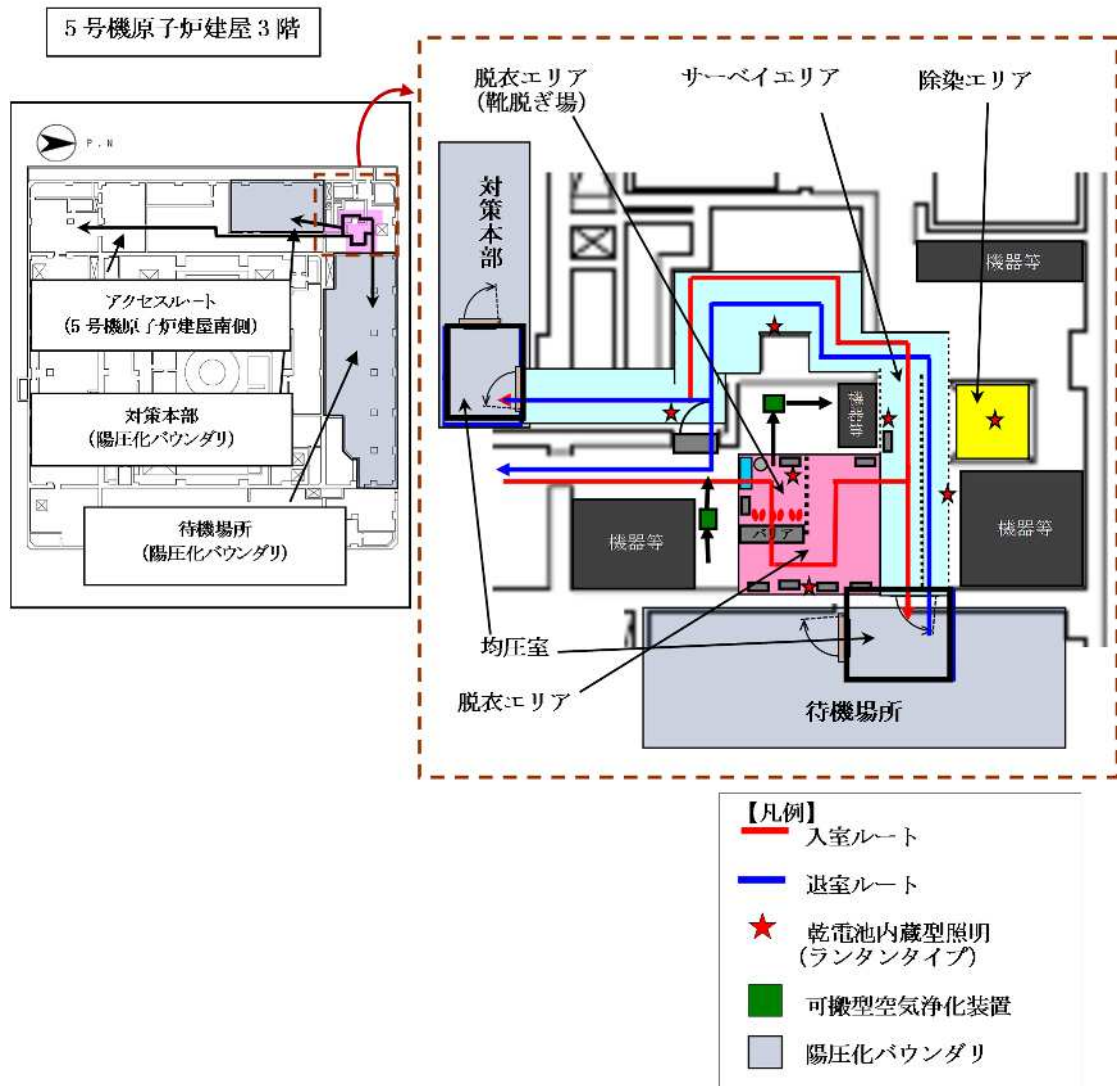 5号機原子炉建屋3階
P.N
アクセスルート
(5号機原子炉建屋南側)
対策本部
(陽圧化バウンダリ)
待機場所
(陽圧化バウンダリ)
脱衣エリア
(靴脱ぎ場)
サーベイエリア
除染エリア
対策本部
機器等
機器等
機器等
バリア
機器等
均圧室
脱衣エリア
待機場所
【凡例】
入室ルート
退室ルート
乾電池内蔵型照明
(ランタンタイプ)
可搬型空気浄化装置
陽圧化バウンダリ